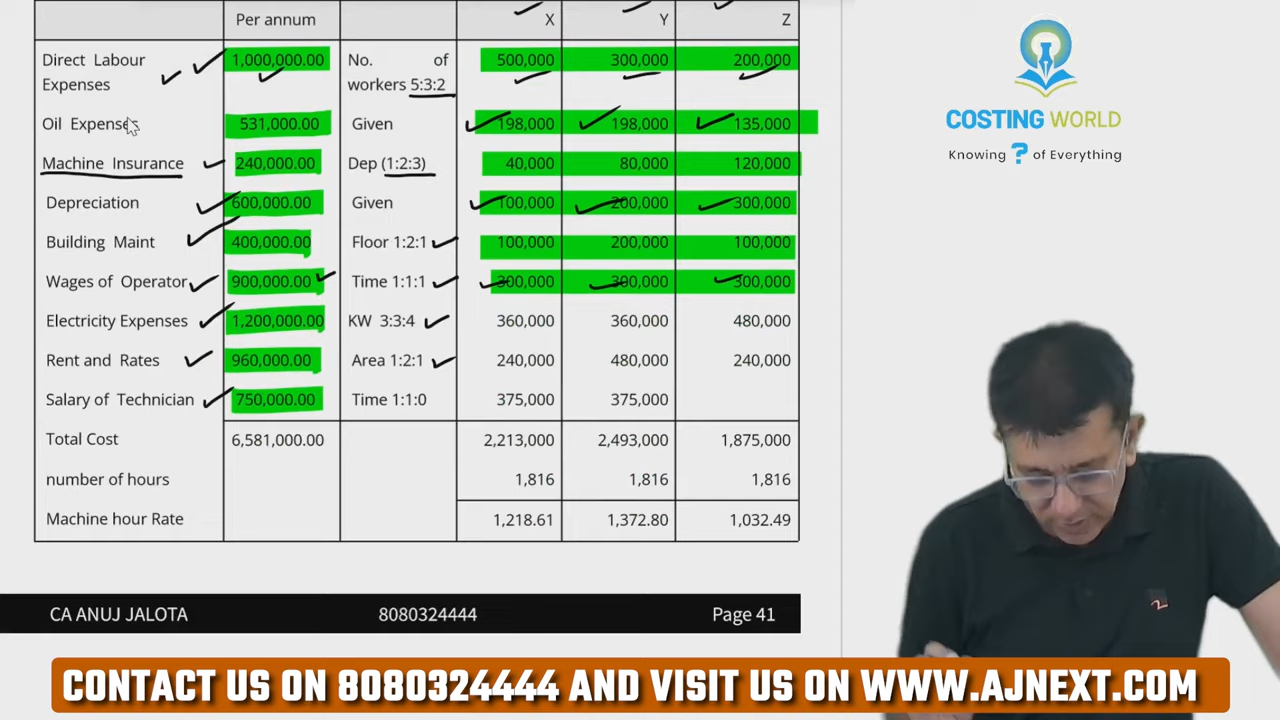 Per annum X Y Z
Direct Labour 1,000,000.00 No. of 500,000 300,000 200,000
Expenses workers 5:3:2
Oil Expenses 531,000.00 Given 198,000 198,000 135,000
Machine Insurance 240,000.00 Dep (1:2:3) 40,000 80,000 120,000
Depreciation 600,000.00 Given 100,000 200,000 300,000
Building Maint 400,000.00 Floor 1:2:1 100,000 200,000 100,000
Wages of Operator 900,000.00 Time 1:1:1 300,000 300,000 300,000
Electricity Expenses 1,200,000.00 KW 3:3:4 360,000 360,000 480,000
Rent and Rates 960,000.00 Area 1:2:1 240,000 480,000 240,000
Salary of Technician 750,000.00 Time 1:1:0 375,000 375,000
Total Cost 6,581,000.00 2,213,000 2,493,000 1,875,000
number of hours 1,816 1,816 1,816
Machine hour Rate 1,218.61 1,372.80 1,032.49
CA ANUJ JALOTA 8080324444 Page 41
COSTING WORLD
Knowing ? of Everything
CONTACT US ON 8080324444 AND VISIT US ON WWW.AJNEXT.COM